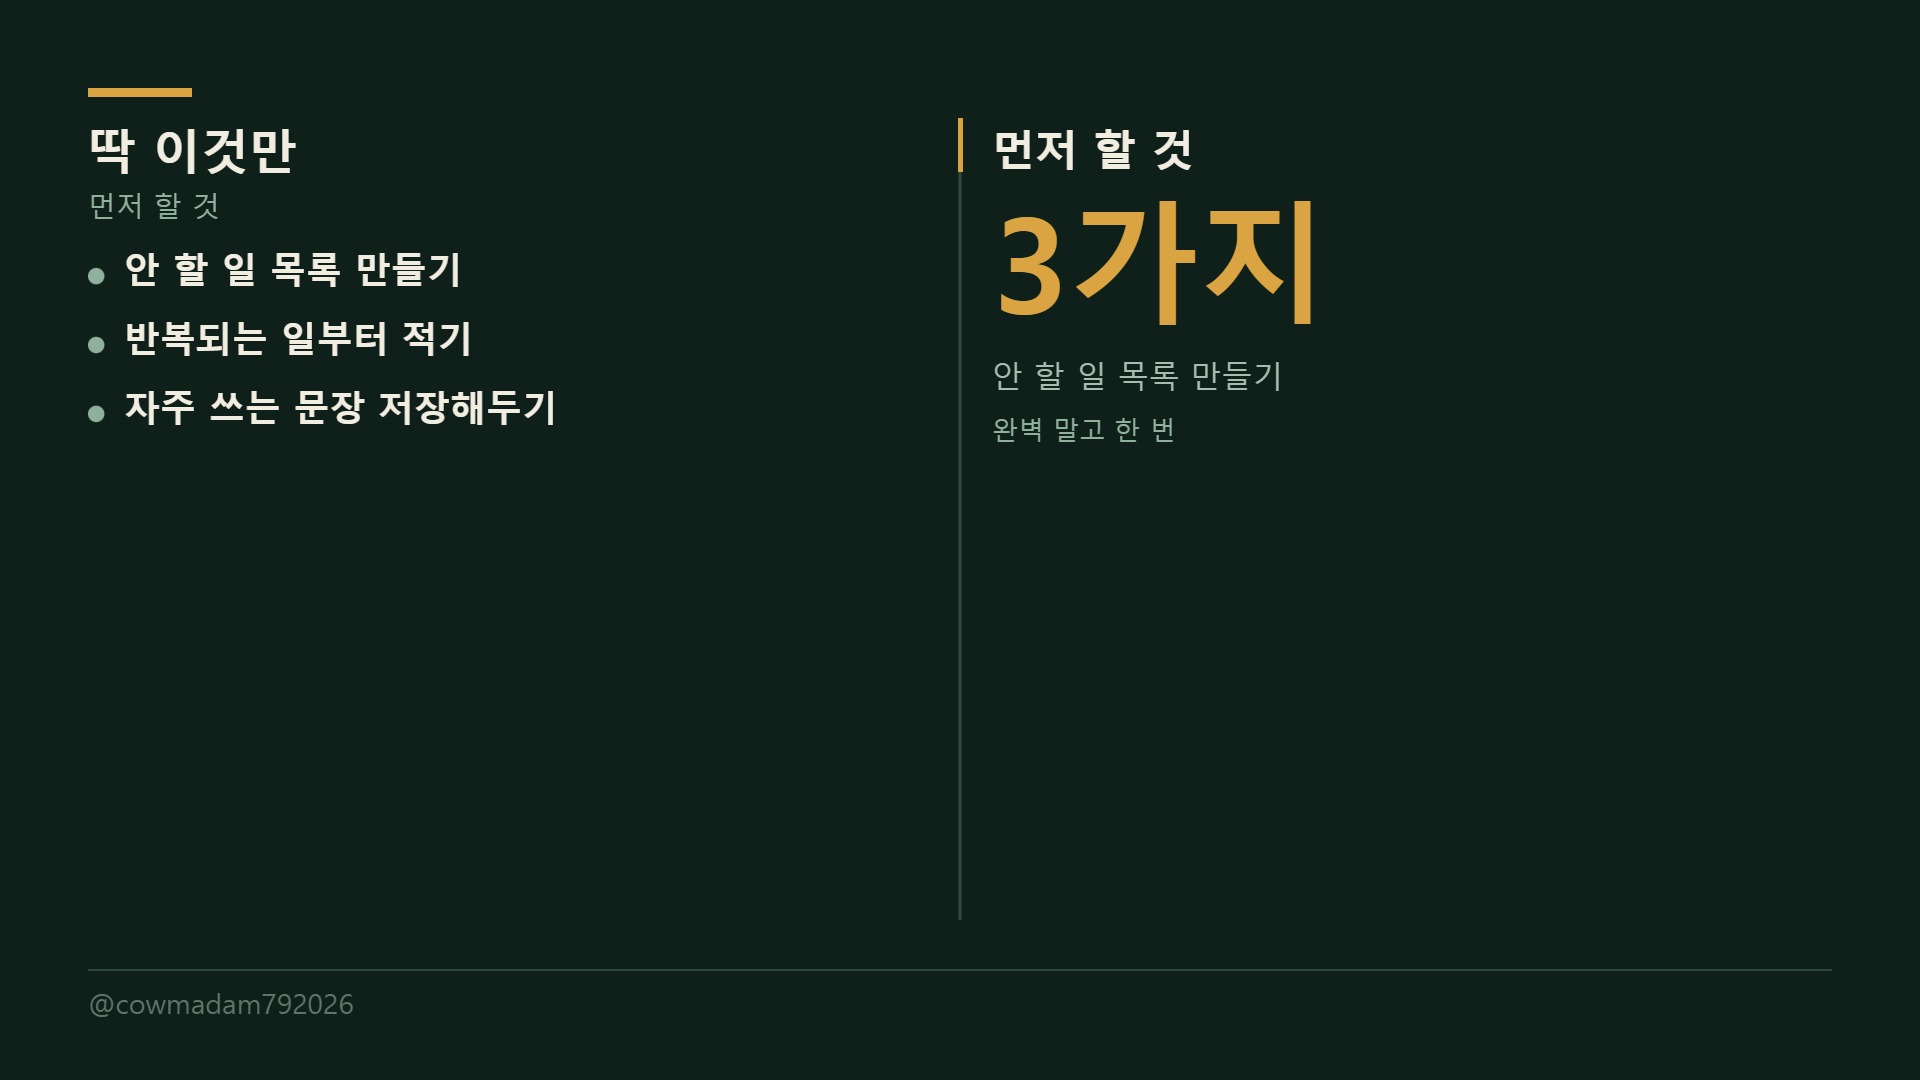 딱 이것만
먼저 할 것
안 할 일 목록 만들기
반복되는 일부터 적기
자주 쓰는 문장 저장해두기
먼저 할 것
3가지
안 할 일 목록 만들기
완벽 말고 한 번
@cowmadam792026